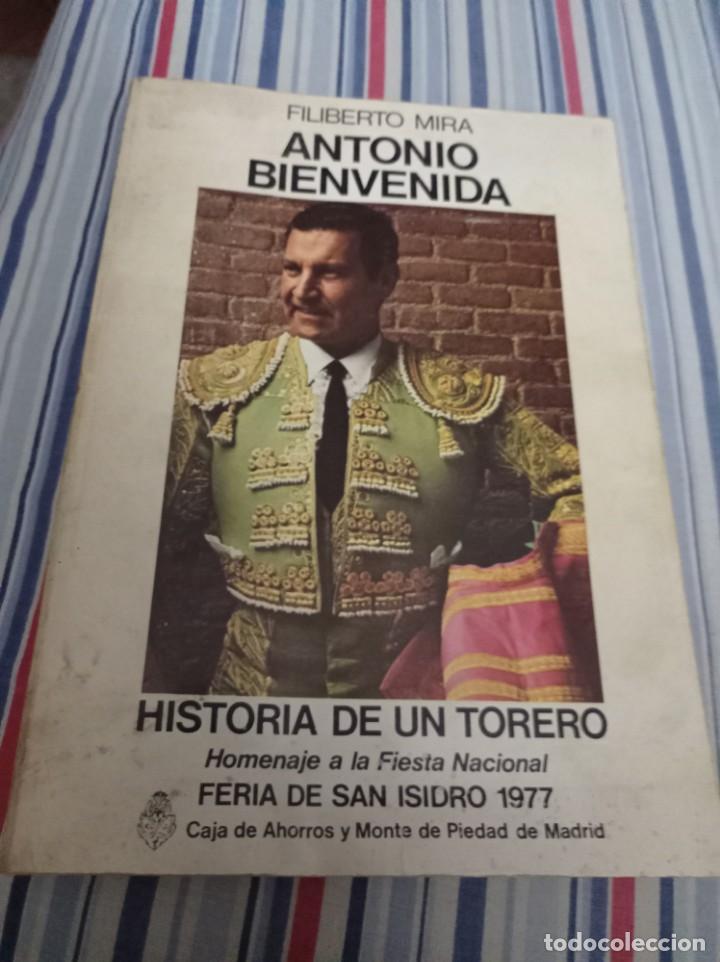 FILIBERTO MIRA
ANTONIO
BIENVENIDA
HISTORIA DE UN TORERO
Homenaje a la Fiesta Nacional
FERIA DE SAN ISIDRO 1977
Caja de Ahorros y Monte de Piedad de Madrid
todocoleccion